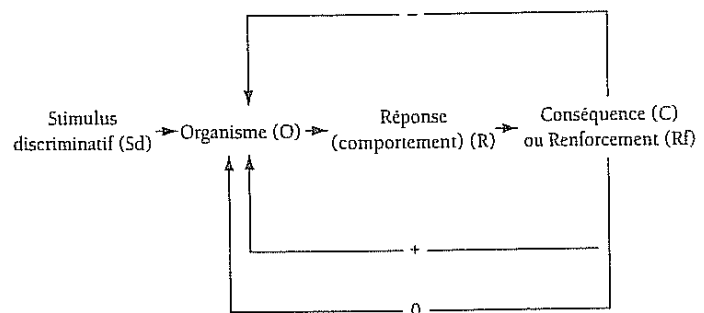 –
Stimulus
discriminatif (Sd)
Organisme (O)
Réponse
(comportement) (R)
Conséquence (C)
ou Renforcement (Rf)
+
0